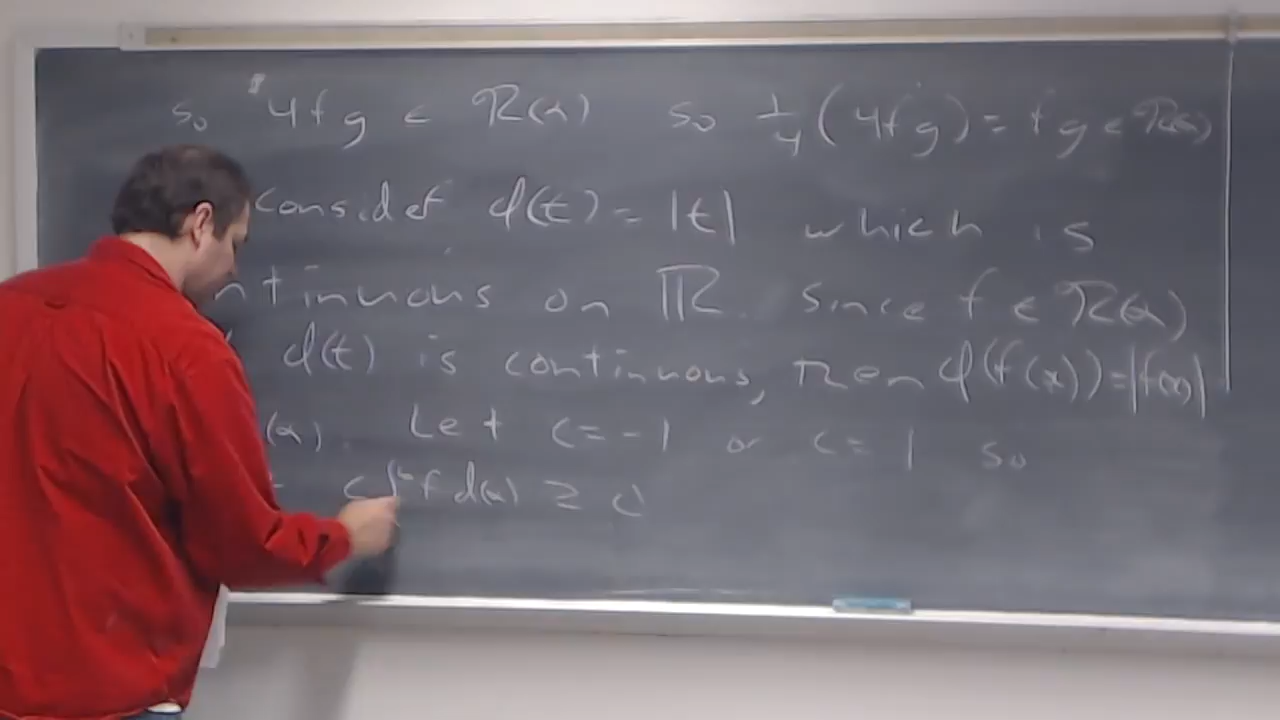 so 4fg ∈ R(α) so 1/4 (4fg) = fg ∈ R(α)
consider φ(t) = |t| which is
ntinuous on ℝ. Since f ∈ R(α)
φ(t) is continuous, then φ(f(x)) = |f(x)|
(α). Let c = -1 or c = 1 so
c∫ᵇ f d(α) ≥ 0